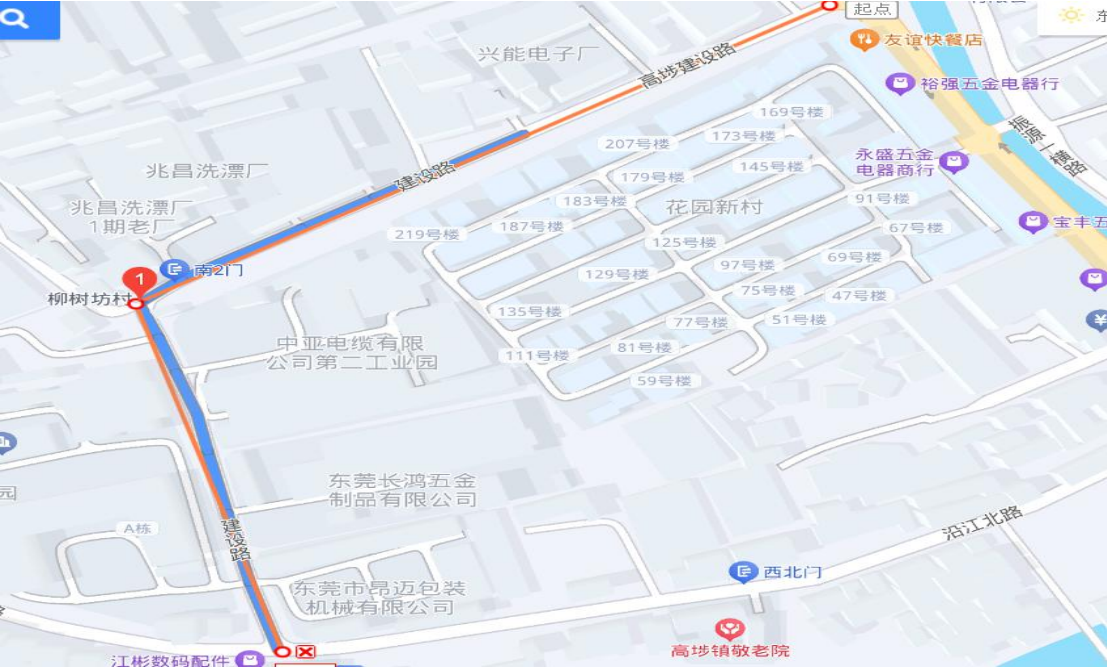 起点
东
友谊快餐店
兴能电子厂
高埗建设路
裕强五金电器行
169号楼
振源一横路
173号楼
207号楼
永盛五金
电器商行
兆昌洗漂厂
建设路
145号楼
179号楼
兆昌洗漂厂
1期老厂
183号楼
花园新村
91号楼
宝丰五
187号楼
67号楼
219号楼
125号楼
69号楼
南2门
97号楼
129号楼
1
75号楼
47号楼
柳树坊村
135号楼
77号楼
51号楼
¥
中亚电缆有限
公司第二工业园
111号楼
81号楼
59号楼
东莞长鸿五金
制品有限公司
园
A栋
建设路
沿江北路
西北门
东莞市昂迈包装
机械有限公司
高埗镇敬老院
江彬数码配件